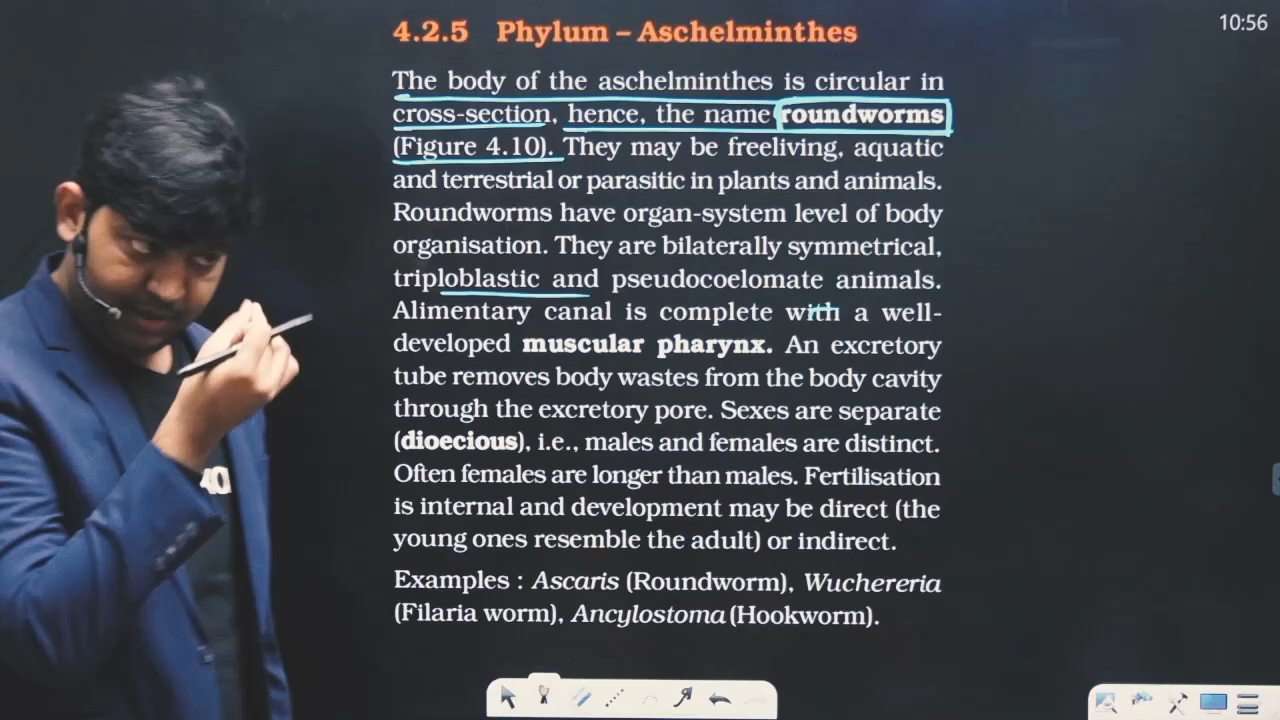 10:56
4.2.5 Phylum – Aschelminthes
The body of the aschelminthes is circular in
cross-section, hence, the name roundworms
(Figure 4.10). They may be freeliving, aquatic
and terrestrial or parasitic in plants and animals.
Roundworms have organ-system level of body
organisation. They are bilaterally symmetrical,
triploblastic and pseudocoelomate animals.
Alimentary canal is complete with a well-
developed muscular pharynx. An excretory
tube removes body wastes from the body cavity
through the excretory pore. Sexes are separate
(dioecious), i.e., males and females are distinct.
Often females are longer than males. Fertilisation
is internal and development may be direct (the
young ones resemble the adult) or indirect.
Examples : Ascaris (Roundworm), Wuchereria
(Filaria worm), Ancylostoma (Hookworm).